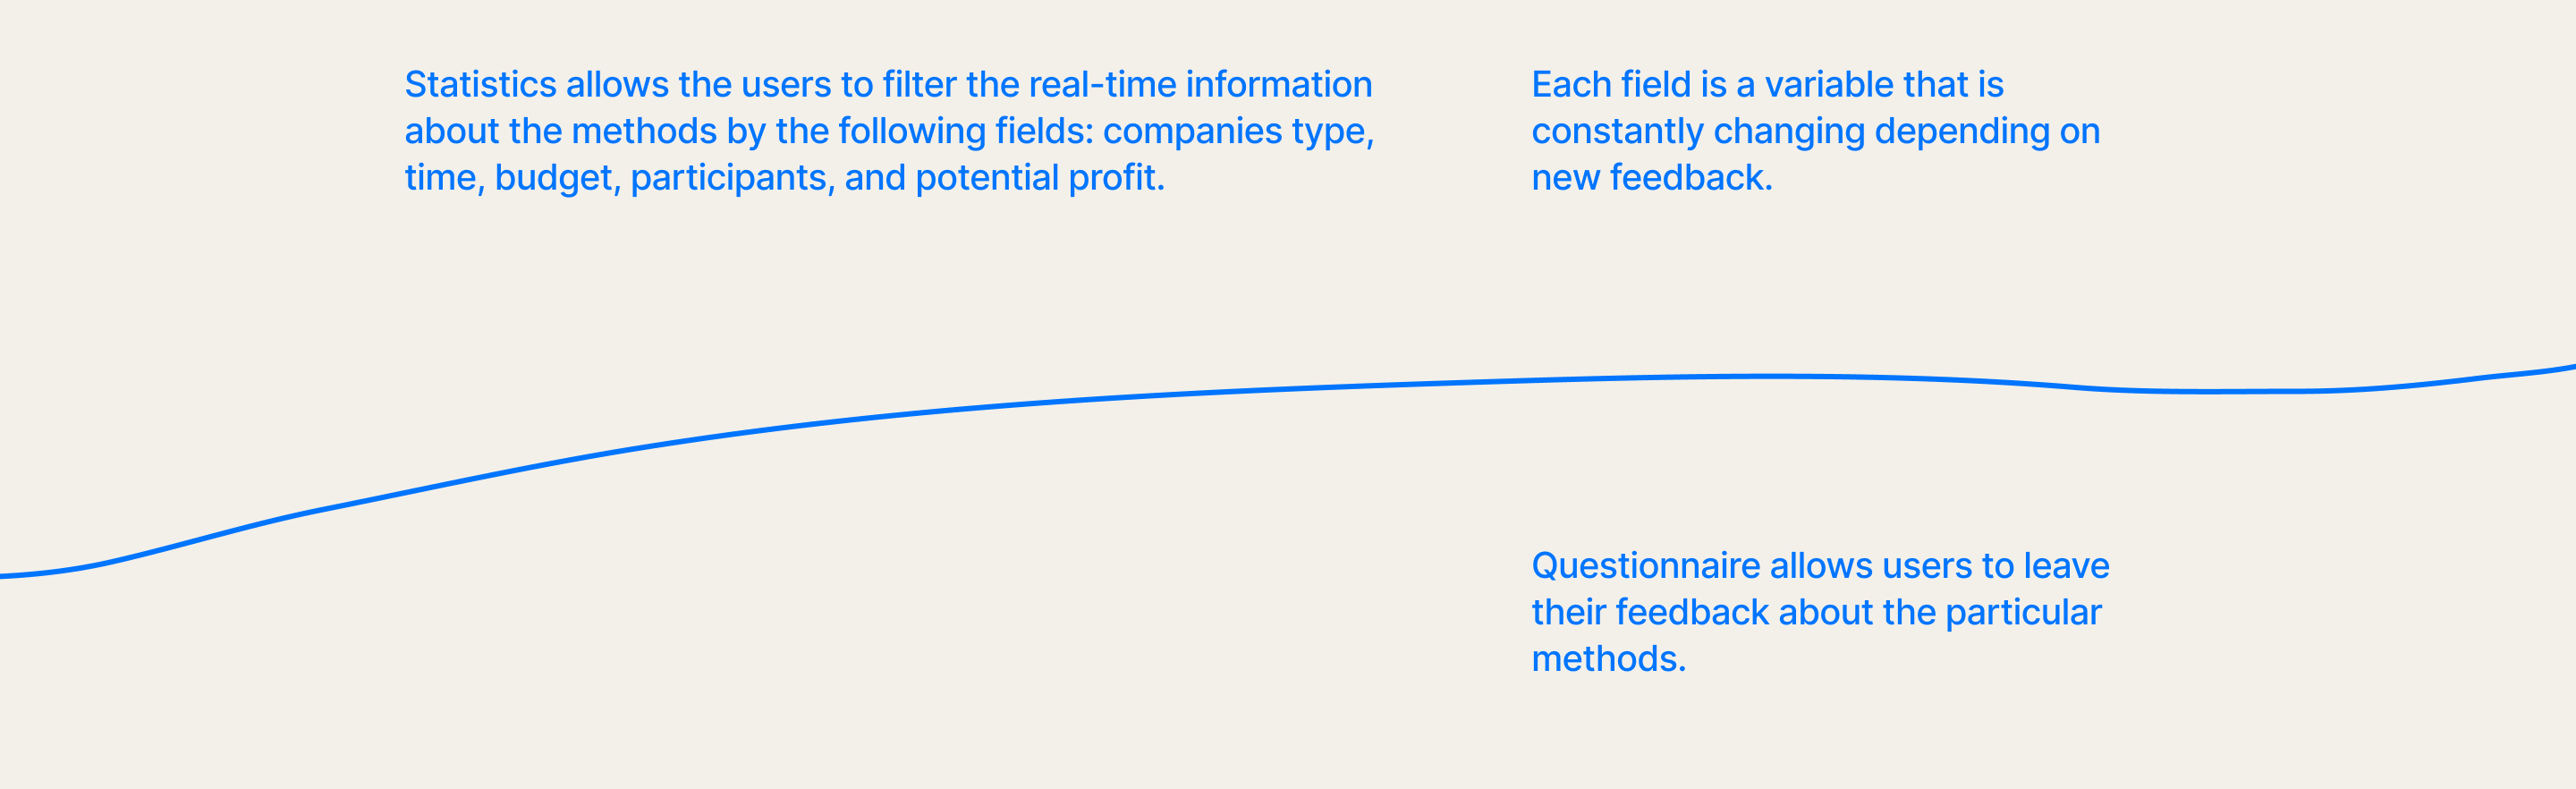 Statistics allows the users to filter the real-time information
about the methods by the following fields: companies type,
time, budget, participants, and potential profit.
Each field is a variable that is
constantly changing depending on
new feedback.
Questionnaire allows users to leave
their feedback about the particular
methods.